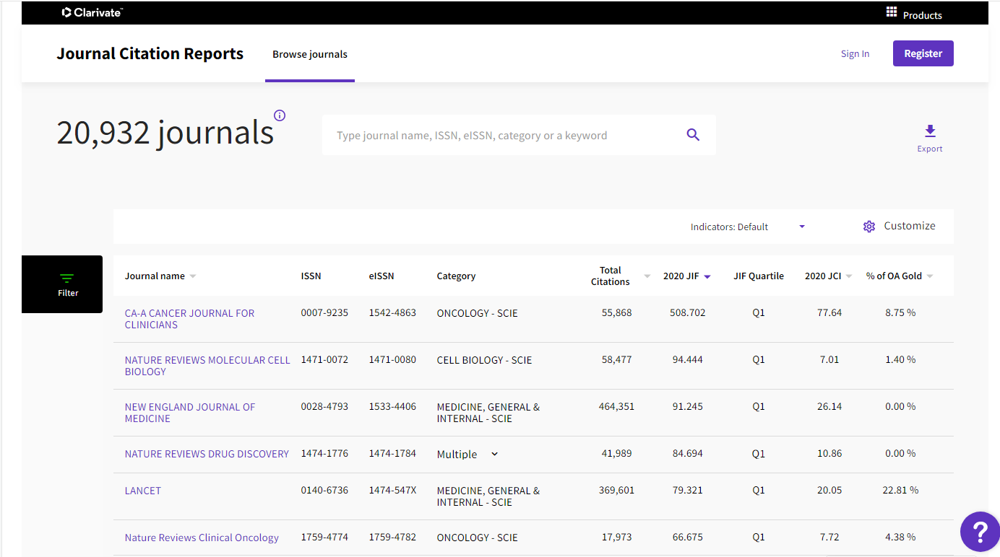 Clarivate™
Products
Journal Citation Reports
Browse journals
Sign In
Register
20,932 journals
Type journal name, ISSN, eISSN, category or a keyword
Export
Indicators: Default
Customize
Filter
Journal name ISSN eISSN Category Total Citations 2020 JIF JIF Quartile 2020 JCI % of OA Gold
CA-A CANCER JOURNAL FOR CLINICIANS 0007-9235 1542-4863 ONCOLOGY - SCIE 55,868 508.702 Q1 77.64 8.75 %
NATURE REVIEWS MOLECULAR CELL BIOLOGY 1471-0072 1471-0080 CELL BIOLOGY - SCIE 58,477 94.444 Q1 7.01 1.40 %
NEW ENGLAND JOURNAL OF MEDICINE 0028-4793 1533-4406 MEDICINE, GENERAL & INTERNAL - SCIE 464,351 91.245 Q1 26.14 0.00 %
NATURE REVIEWS DRUG DISCOVERY 1474-1776 1474-1784 Multiple 41,989 84.694 Q1 10.86 0.00 %
LANCET 0140-6736 1474-547X MEDICINE, GENERAL & INTERNAL - SCIE 369,601 79.321 Q1 20.05 22.81 %
Nature Reviews Clinical Oncology 1759-4774 1759-4782 ONCOLOGY - SCIE 17,973 66.675 Q1 7.72 4.38 %
?